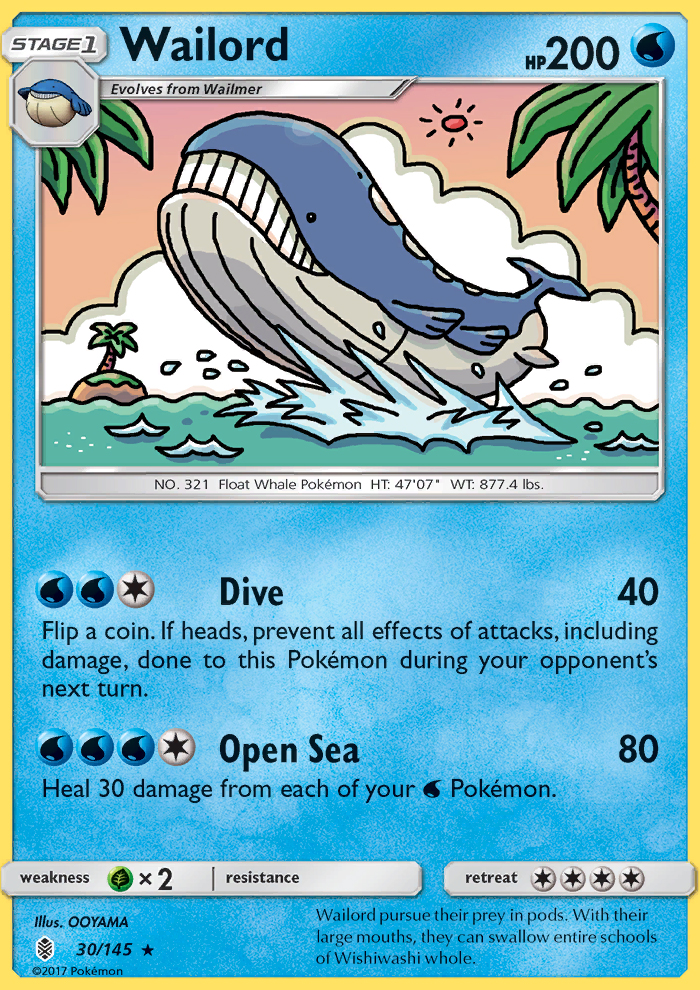 STAGE1
Wailord
HP200
Evolves from Wailmer
NO. 321 Float Whale Pokémon HT: 47'07" WT: 877.4 lbs.
Dive 40
Flip a coin. If heads, prevent all effects of attacks, including
damage, done to this Pokémon during your opponent's
next turn.
Open Sea 80
Heal 30 damage from each of your Pokémon.
weakness ×2 resistance retreat
Illus. OOYAMA
30/145 ★
©2017 Pokémon
Wailord pursue their prey in pods. With their
large mouths, they can swallow entire schools
of Wishiwashi whole.